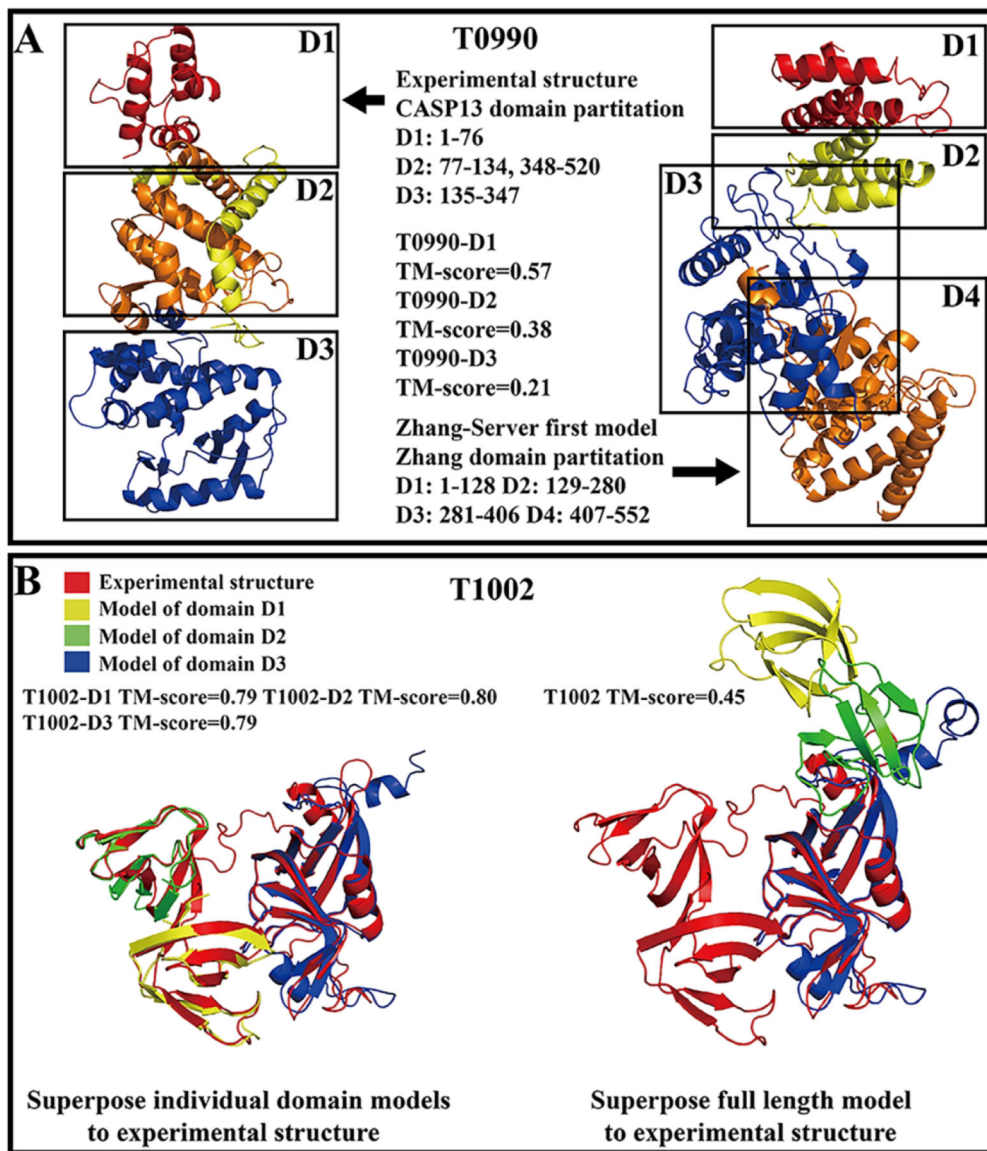 A
T0990
D1
D2
D3
Experimental structure
CASP13 domain partitation
D1: 1-76
D2: 77-134, 348-520
D3: 135-347
T0990-D1
TM-score=0.57
T0990-D2
TM-score=0.38
T0990-D3
TM-score=0.21
Zhang-Server first model
Zhang domain partitation
D1: 1-128 D2: 129-280
D3: 281-406 D4: 407-552
D1
D2
D3
D4
B
T1002
Experimental structure
Model of domain D1
Model of domain D2
Model of domain D3
T1002-D1 TM-score=0.79 T1002-D2 TM-score=0.80
T1002-D3 TM-score=0.79
T1002 TM-score=0.45
Superpose individual domain models
to experimental structure
Superpose full length model
to experimental structure